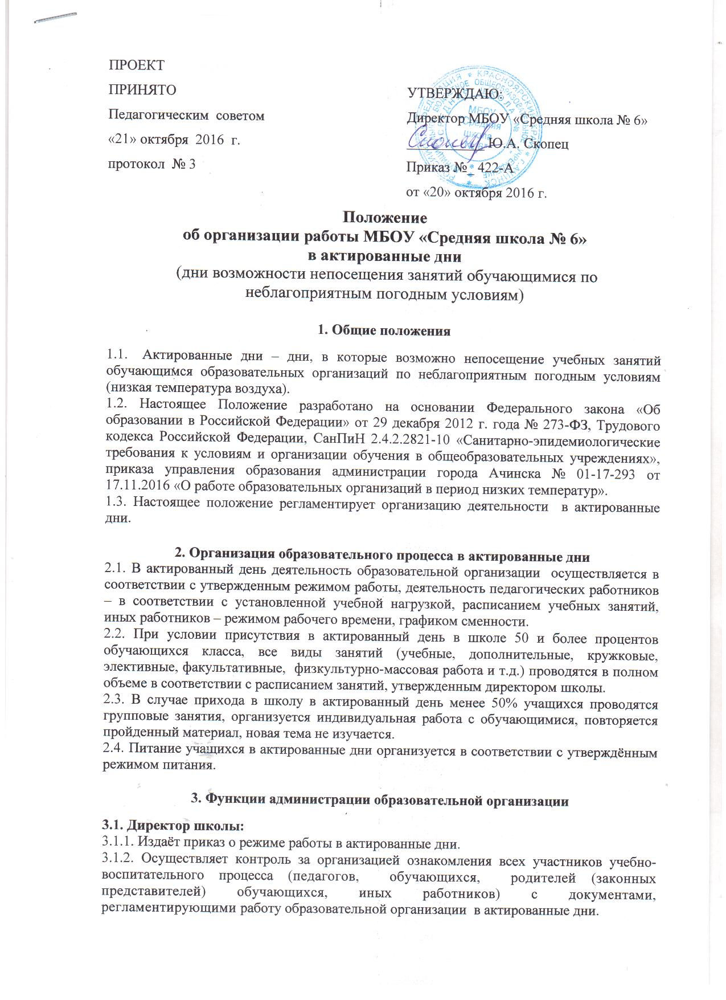 ПРОЕКТ
ПРИНЯТО
Педагогическим советом
«21» октября 2016 г.
протокол № 3
УТВЕРЖДАЮ:
Директор МБОУ «Средняя школа № 6»
Ю.А. Скопец
Приказ №_ 422-А
от «20» октября 2016 г.
МБОУ
Средняя
школа
Положение
об организации работы МБОУ «Средняя школа № 6»
в актированные дни
(дни возможности непосещения занятий обучающимися по
неблагоприятным погодным условиям)
1. Общие положения
1.1. Актированные дни – дни, в которые возможно непосещение учебных занятий
обучающимся образовательных организаций по неблагоприятным погодным условиям
(низкая температура воздуха).
1.2. Настоящее Положение разработано на основании Федерального закона «Об
образовании в Российской Федерации» от 29 декабря 2012 г. года № 273-ФЗ, Трудового
кодекса Российской Федерации, СанПиН 2.4.2.2821-10 «Санитарно-эпидемиологические
требования к условиям и организации обучения в общеобразовательных учреждениях»,
приказа управления образования администрации города Ачинска № 01-17-293 от
17.11.2016 «О работе образовательных организаций в период низких температур».
1.3. Настоящее положение регламентирует организацию деятельности в актированные
дни.
2. Организация образовательного процесса в актированные дни
2.1. В актированный день деятельность образовательной организации осуществляется в
соответствии с утвержденным режимом работы, деятельность педагогических работников
– в соответствии с установленной учебной нагрузкой, расписанием учебных занятий,
иных работников – режимом рабочего времени, графиком сменности.
2.2. При условии присутствия в актированный день в школе 50 и более процентов
обучающихся класса, все виды занятий (учебные, дополнительные, кружковые,
элективные, факультативные, физкультурно-массовая работа и т.д.) проводятся в полном
объеме в соответствии с расписанием занятий, утвержденным директором школы.
2.3. В случае прихода в школу в актированный день менее 50% учащихся проводятся
групповые занятия, организуется индивидуальная работа с обучающимися, повторяется
пройденный материал, новая тема не изучается.
2.4. Питание учащихся в актированные дни организуется в соответствии с утверждённым
режимом питания.
3. Функции администрации образовательной организации
3.1. Директор школы:
3.1.1. Издаёт приказ о режиме работы в актированные дни.
3.1.2. Осуществляет контроль за организацией ознакомления всех участников учебно-
воспитательного процесса (педагогов, обучающихся, родителей (законных
представителей) обучающихся, иных работников) с документами,
регламентирующими работу образовательной организации в актированные дни.